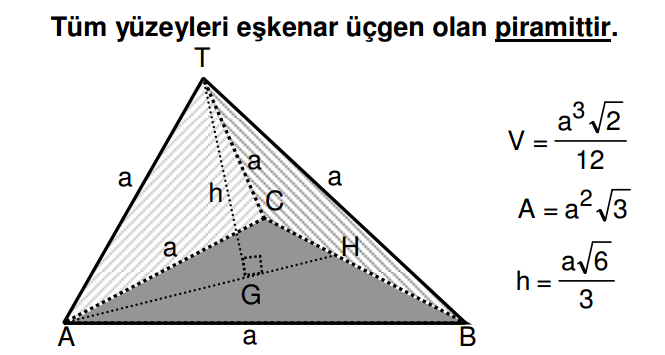 Tüm yüzeyleri eşkenar üçgen olan piramittir.
T
a
a
a
h
C
a
H
G
A
a
B
V = a³√2 / 12
A = a²√3
h = a√6 / 3